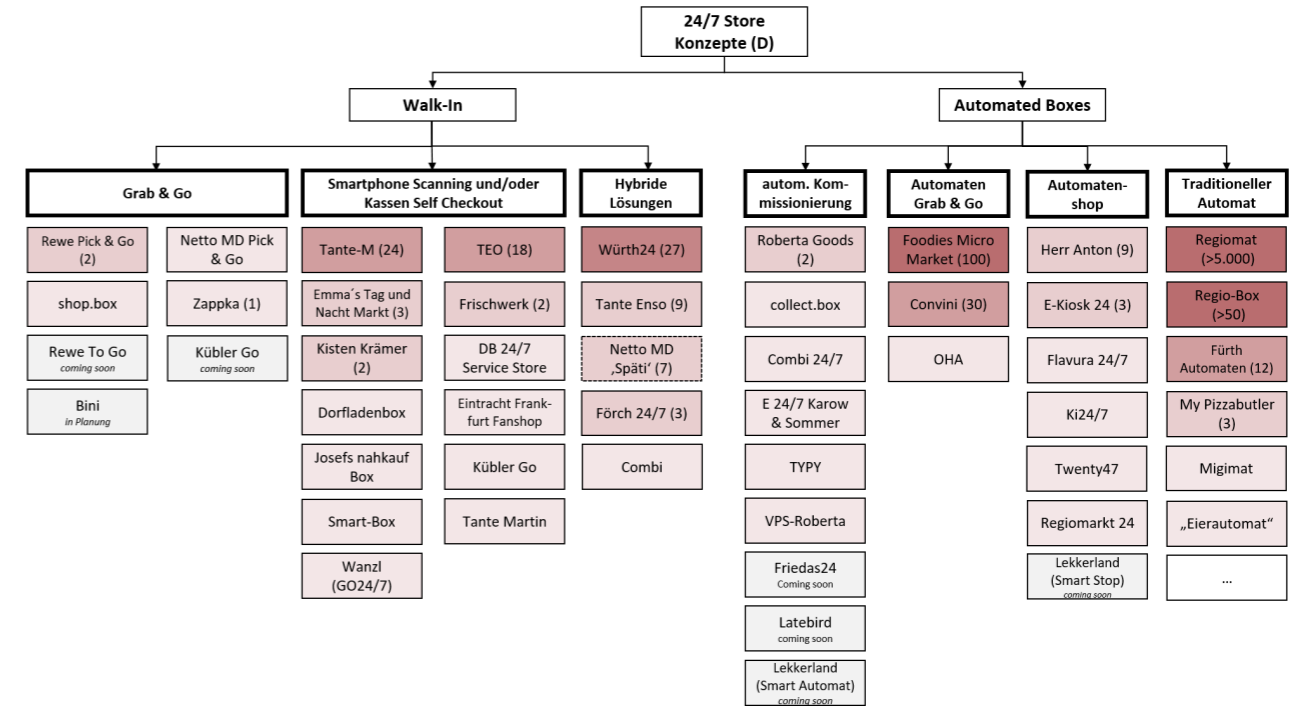 24/7 Store
Konzepte (D)
Walk-In
Automated Boxes
Grab & Go
Smartphone Scanning und/oder
Kassen Self Checkout
Hybride
Lösungen
autom. Kom-
missionierung
Automaten
Grab & Go
Automaten-
shop
Traditioneller
Automat
Rewe Pick & Go
(2)
shop.box
Rewe To Go
coming soon
Bini
in Planung
Netto MD Pick
& Go
Zappka (1)
Kübler Go
coming soon
Tante-M (24)
Emma´s Tag und
Nacht Markt (3)
Kisten Krämer
(2)
Dorfladenbox
Josefs nahkauf
Box
Smart-Box
Wanzl
(GO24/7)
TEO (18)
Frischwerk (2)
DB 24/7
Service Store
Eintracht Frank-
furt Fanshop
Kübler Go
Tante Martin
Würth24 (27)
Tante Enso (9)
Netto MD
‚Späti‘ (7)
Förch 24/7 (3)
Combi
Roberta Goods
(2)
collect.box
Combi 24/7
E 24/7 Karow
& Sommer
TYPY
VPS-Roberta
Friedas24
Coming soon
Latebird
coming soon
Lekkerland
(Smart Automat)
coming soon
Foodies Micro
Market (100)
Convini (30)
OHA
Herr Anton (9)
E-Kiosk 24 (3)
Flavura 24/7
Ki24/7
Twenty47
Regiomarkt 24
Lekkerland
(Smart Stop)
coming soon
Regiomat
(>5.000)
Regio-Box
(>50)
Fürth
Automaten (12)
My Pizzabutler
(3)
Migimat
„Eierautomat“
...